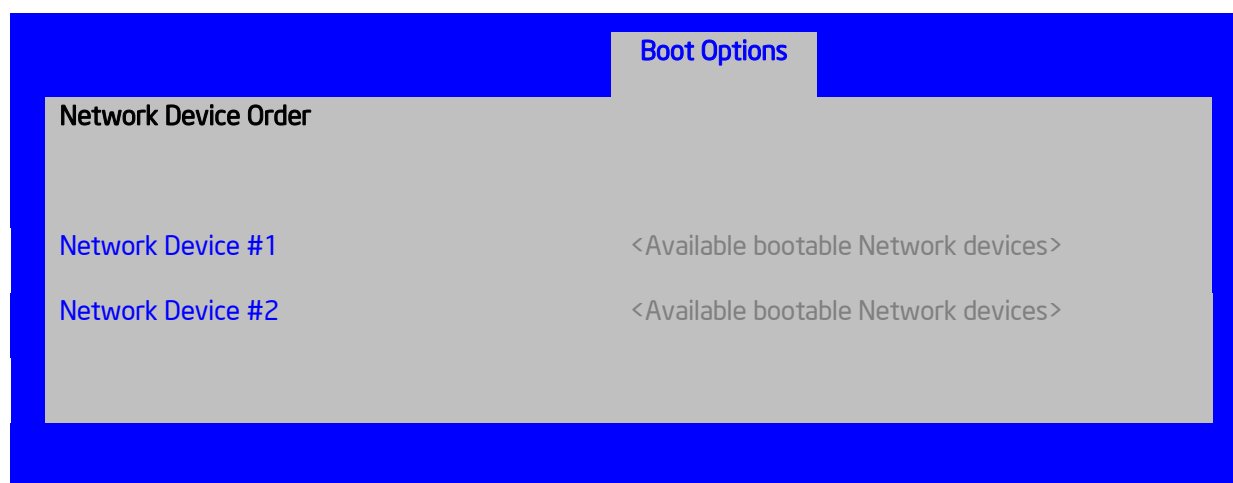 Boot Options
Network Device Order
Network Device #1 <Available bootable Network devices>
Network Device #2 <Available bootable Network devices>